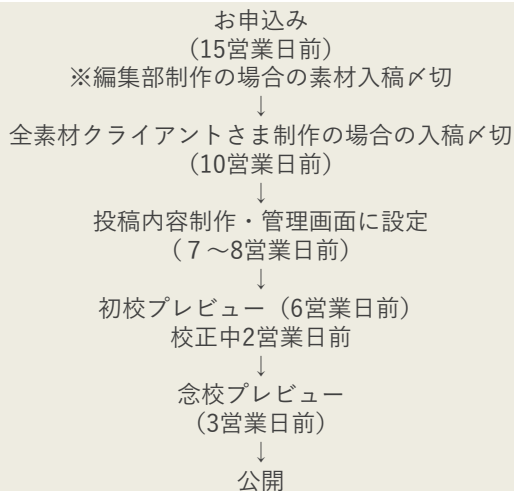 お申込み
(15営業日前)
※編集部制作の場合の素材入稿〆切
↓
全素材クライアントさま制作の場合の入稿〆切
(10営業日前)
↓
投稿内容制作・管理画面に設定
(７〜8営業日前)
↓
初校プレビュー(6営業日前)
校正中2営業日前
↓
念校プレビュー
(3営業日前)
↓
公開